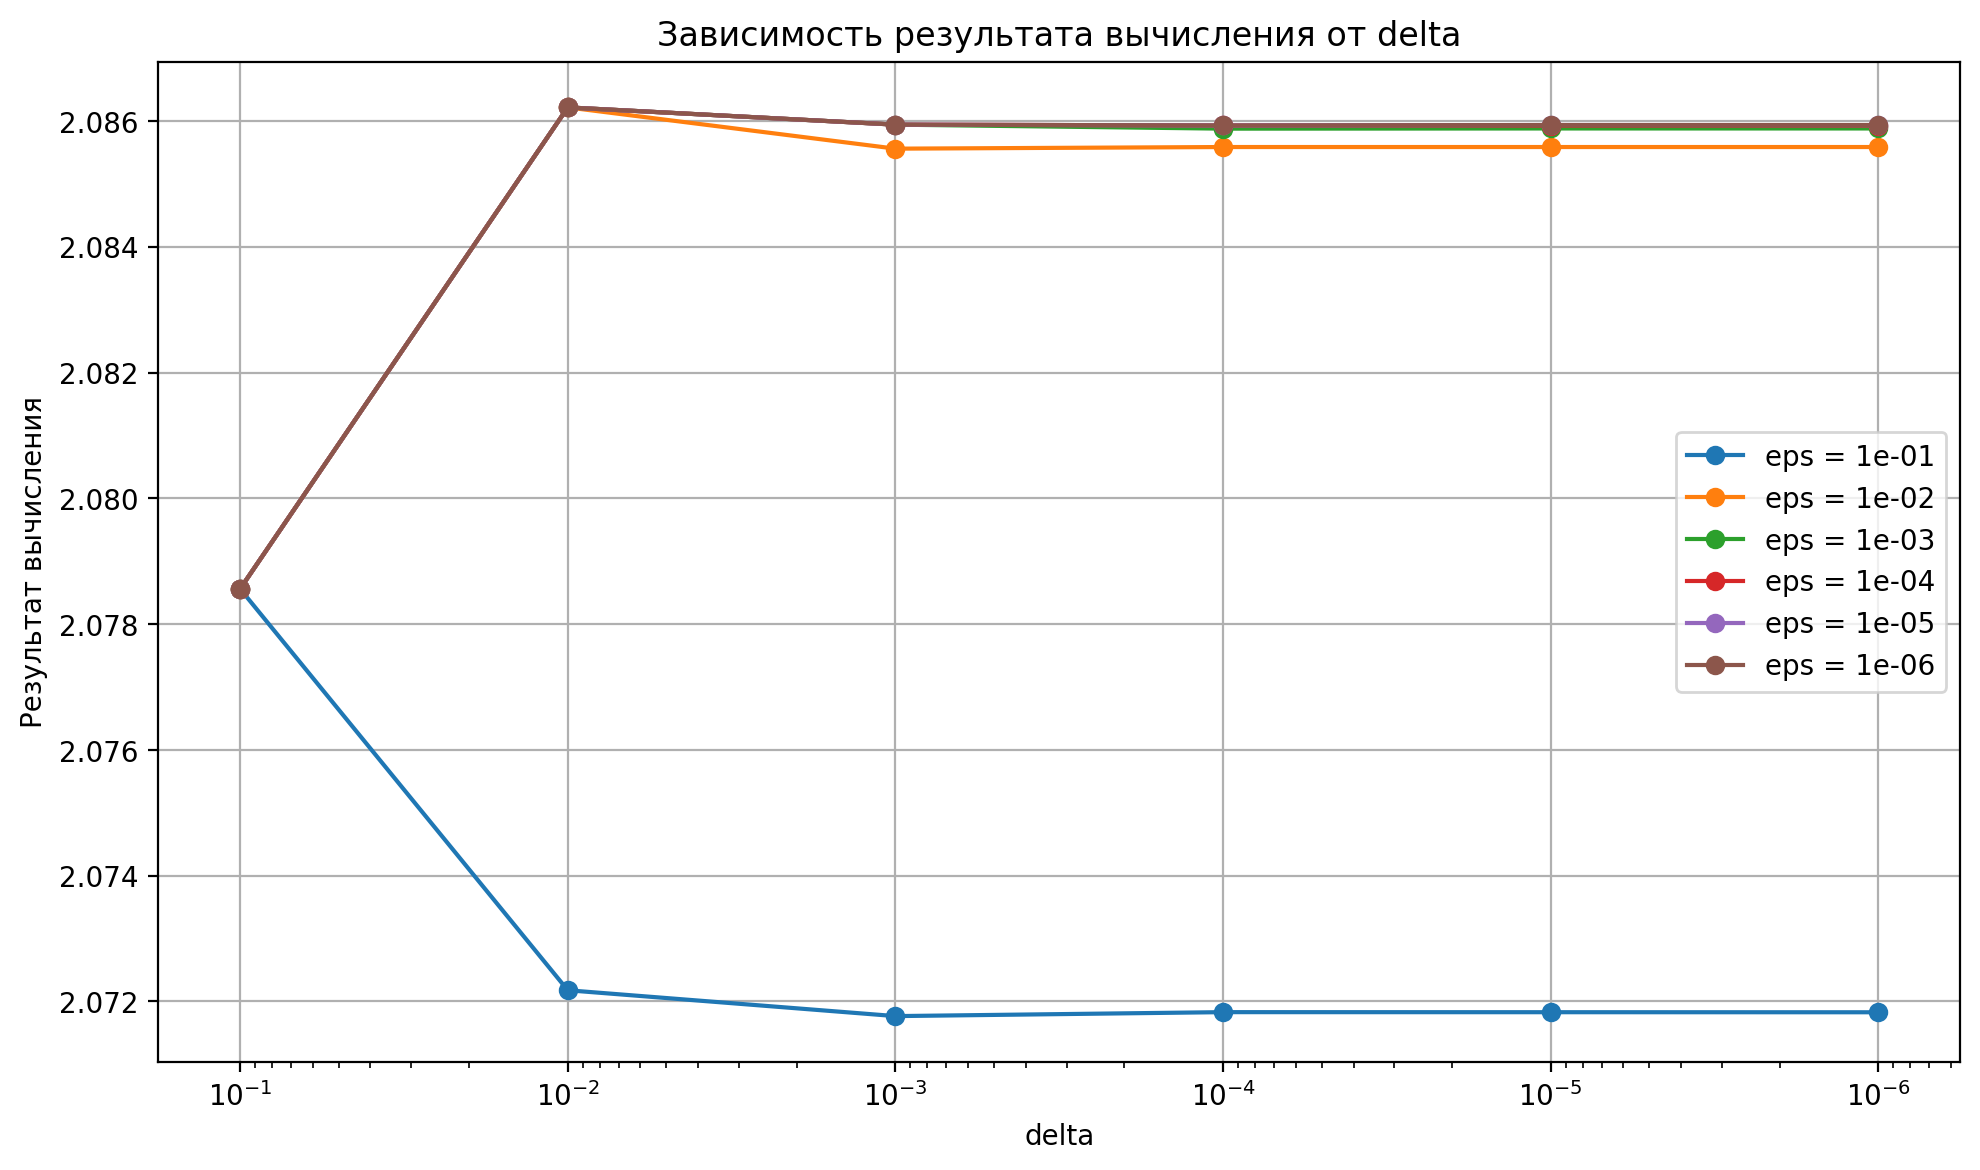 Зависимость результата вычисления от delta
Результат вычисления
2.086
2.084
2.082
2.080
2.078
2.076
2.074
2.072
eps = 1e-01
eps = 1e-02
eps = 1e-03
eps = 1e-04
eps = 1e-05
eps = 1e-06
10⁻¹ 10⁻² 10⁻³ 10⁻⁴ 10⁻⁵ 10⁻⁶
delta